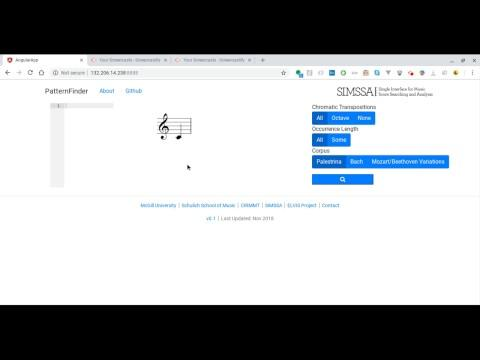 AngularApp
Your Screencasts - Screencastify
Your Screencasts - Screencastify
Not secure | 132.206.14.238:8888
PatternFinder About Github
SIMSSA Single Interface for Music Score Searching and Analysis
1
Chromatic Transpositions
All Octave None
Occurrence Length
All Some
Corpus
Palestrina Bach Mozart/Beethoven Variations
McGill University | Schulich School of Music | CIRMMT | SIMSSA | ELVIS Project | Contact
v0.1 | Last Updated: Nov 2018